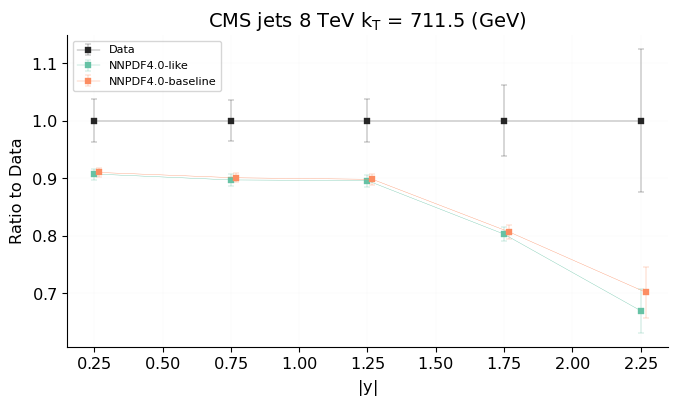 CMS jets 8 TeV k_T = 711.5 (GeV)
Data
NNPDF4.0-like
NNPDF4.0-baseline
Ratio to Data
1.1
1.0
0.9
0.8
0.7
0.25 0.50 0.75 1.00 1.25 1.50 1.75 2.00 2.25
|y|